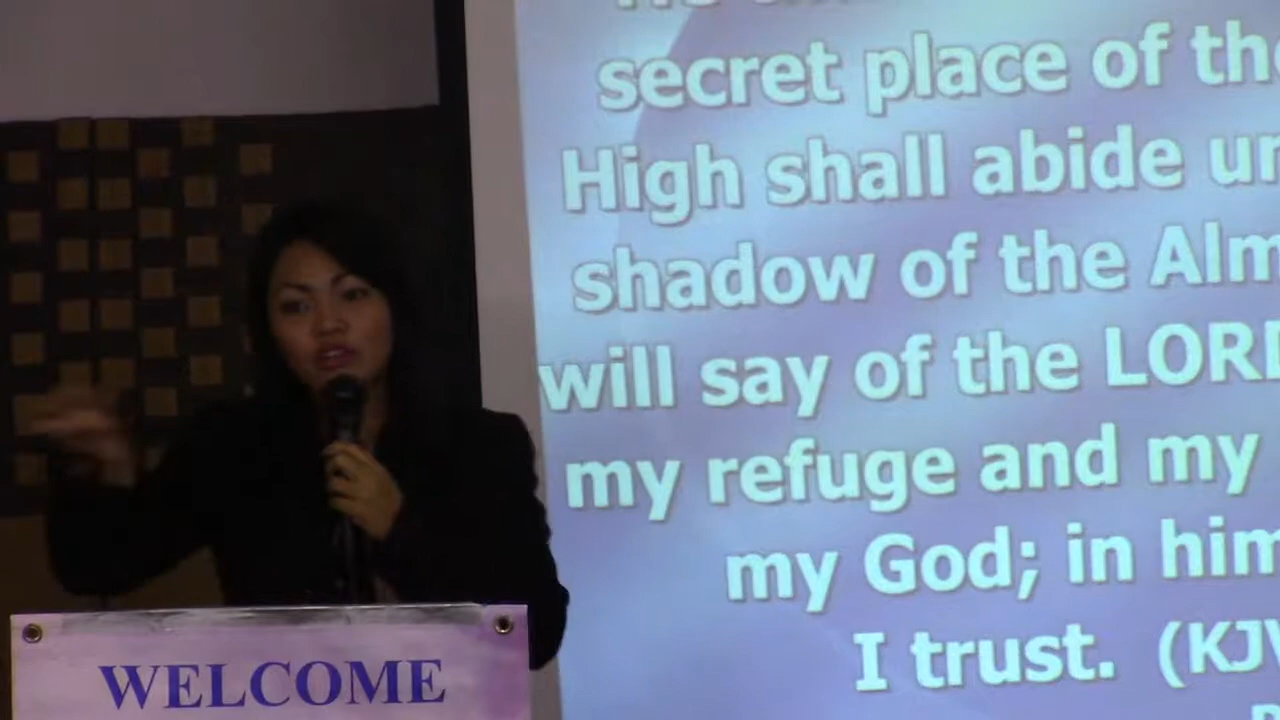 secret place of the
High shall abide un
shadow of the Alm
will say of the LORD
my refuge and my
my God; in him
I trust. (KJV
WELCOME